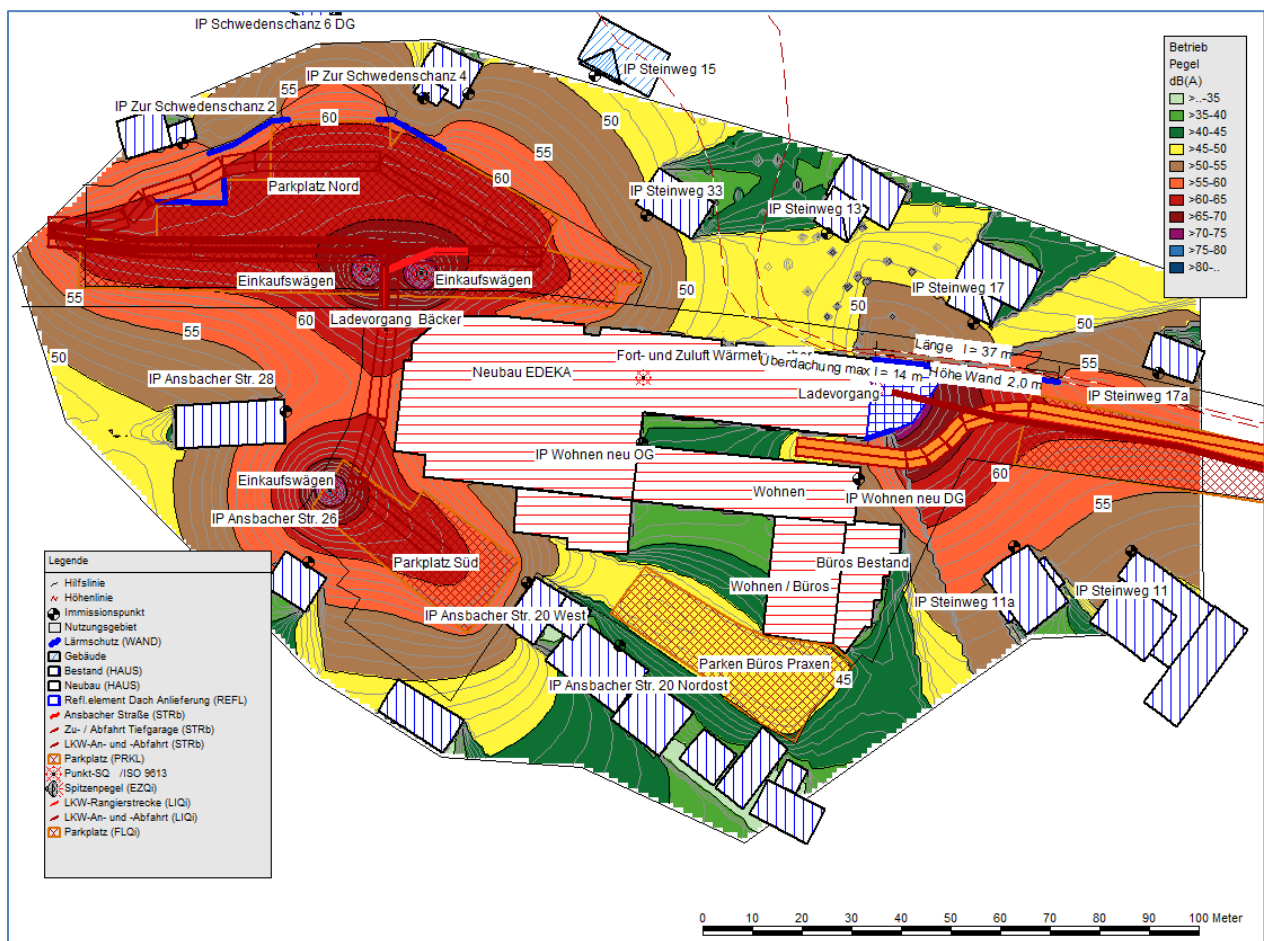 IP Schwedenschanz 6 DG
IP Steinweg 15
IP Zur Schwedenschanz 4
IP Zur Schwedenschanz 2
55
60
50
55
60
55
50
Parkplatz Nord
IP Steinweg 33
IP Steinweg 13
Einkaufswägen
Einkaufswägen
IP Steinweg 17
55
50
50
50
60
Ladevorgang Bäcker
55
50
Länge l = 37 m
55
Fort- und Zuluft
Überdachung max l = 14 m
Höhe Wand 2,0 m
Neubau EDEKA
IP Ansbacher Str. 28
Ladevorgang
IP Steinweg 17a
IP Wohnen neu OG
60
Einkaufswägen
Wohnen
IP Wohnen neu DG
55
IP Ansbacher Str. 26
Parkplatz Süd
Büros Bestand
Wohnen / Büros
IP Steinweg 11a
IP Steinweg 11
IP Ansbacher Str. 20 West
Parken Büros Praxen
45
IP Ansbacher Str. 20 Nordost
Betrieb
Pegel
dB(A)
>..-35
>35-40
>40-45
>45-50
>50-55
>55-60
>60-65
>65-70
>70-75
>75-80
>80-..
Legende
Hilfslinie
Höhenlinie
Immissionspunkt
Nutzungsgebiet
Lärmschutz (WAND)
Gebäude
Bestand (HAUS)
Neubau (HAUS)
Refl.element Dach Anlieferung (REFL)
Ansbacher Straße (STRb)
Zu- / Abfahrt Tiefgarage (STRb)
LKW-An- und -Abfahrt (STRb)
Parkplatz (PRKL)
Punkt-SQ /ISO 9613
Spitzenpegel (EZQi)
LKW-Rangierstrecke (LIQi)
LKW-An- und -Abfahrt (LIQi)
Parkplatz (FLQi)
0 10 20 30 40 50 60 70 80 90 100 Meter